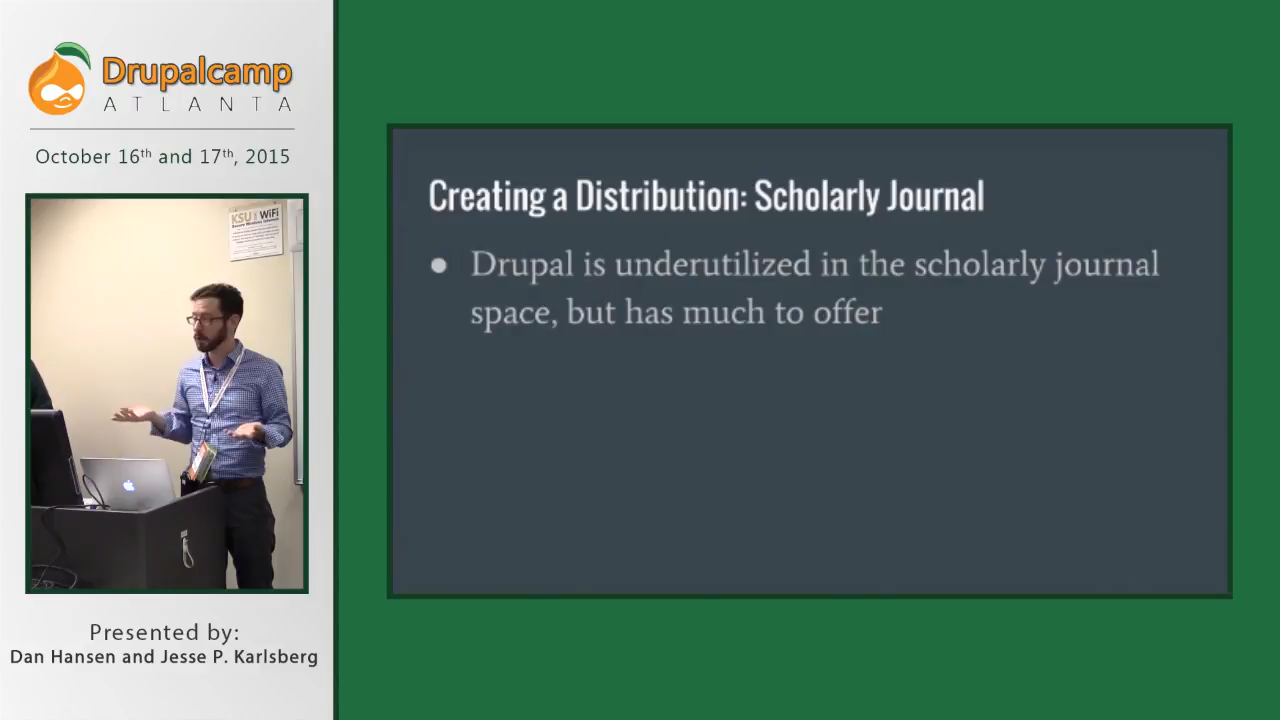 Drupalcamp
ATLANTA
October 16th and 17th, 2015
KSU WiFi
Presented by:
Dan Hansen and Jesse P. Karlsberg
Creating a Distribution: Scholarly Journal
● Drupal is underutilized in the scholarly journal
space, but has much to offer